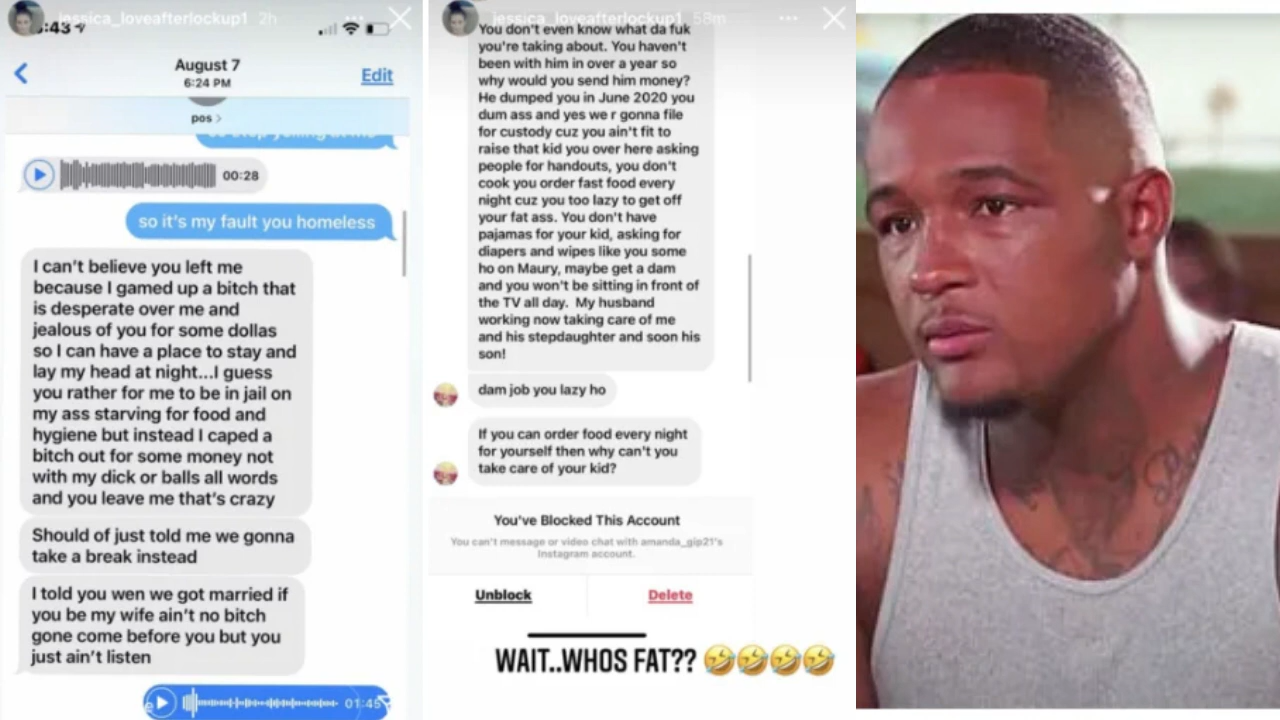 jessica_loveafterlockup1 2h
:43
August 7
6:24 PM
Edit
pos >
00:28
so it's my fault you homeless
I can't believe you left me
because I gamed up a bitch that
is desperate over me and
jealous of you for some dollas
so I can have a place to stay and
lay my head at night...I guess
you rather for me to be in jail on
my ass starving for food and
hygiene but instead I caped a
bitch out for some money not
with my dick or balls all words
and you leave me that's crazy
Should of just told me we gonna
take a break instead
I told you wen we got married if
you be my wife ain't no bitch
gone come before you but you
just ain't listen
01:45
jessica_loveafterlockup1 58m
You don't even know what da fuk
you're taking about. You haven't
been with him in over a year so
why would you send him money?
He dumped you in June 2020 you
dum ass and yes we r gonna file
for custody cuz you ain't fit to
raise that kid you over here asking
people for handouts, you don't
cook you order fast food every
night cuz you too lazy to get off
your fat ass. You don't have
pajamas for your kid, asking for
diapers and wipes like you some
ho on Maury, maybe get a dam
and you won't be sitting in front of
the TV all day. My husband
working now taking care of me
and his stepdaughter and soon his
son!
dam job you lazy ho
If you can order food every night
for yourself then why can't you
take care of your kid?
You've Blocked This Account
You can't message or video chat with amanda_gip21's
Instagram account.
Unblock
Delete
WAIT..WHOS FAT?? 🤣🤣🤣🤣